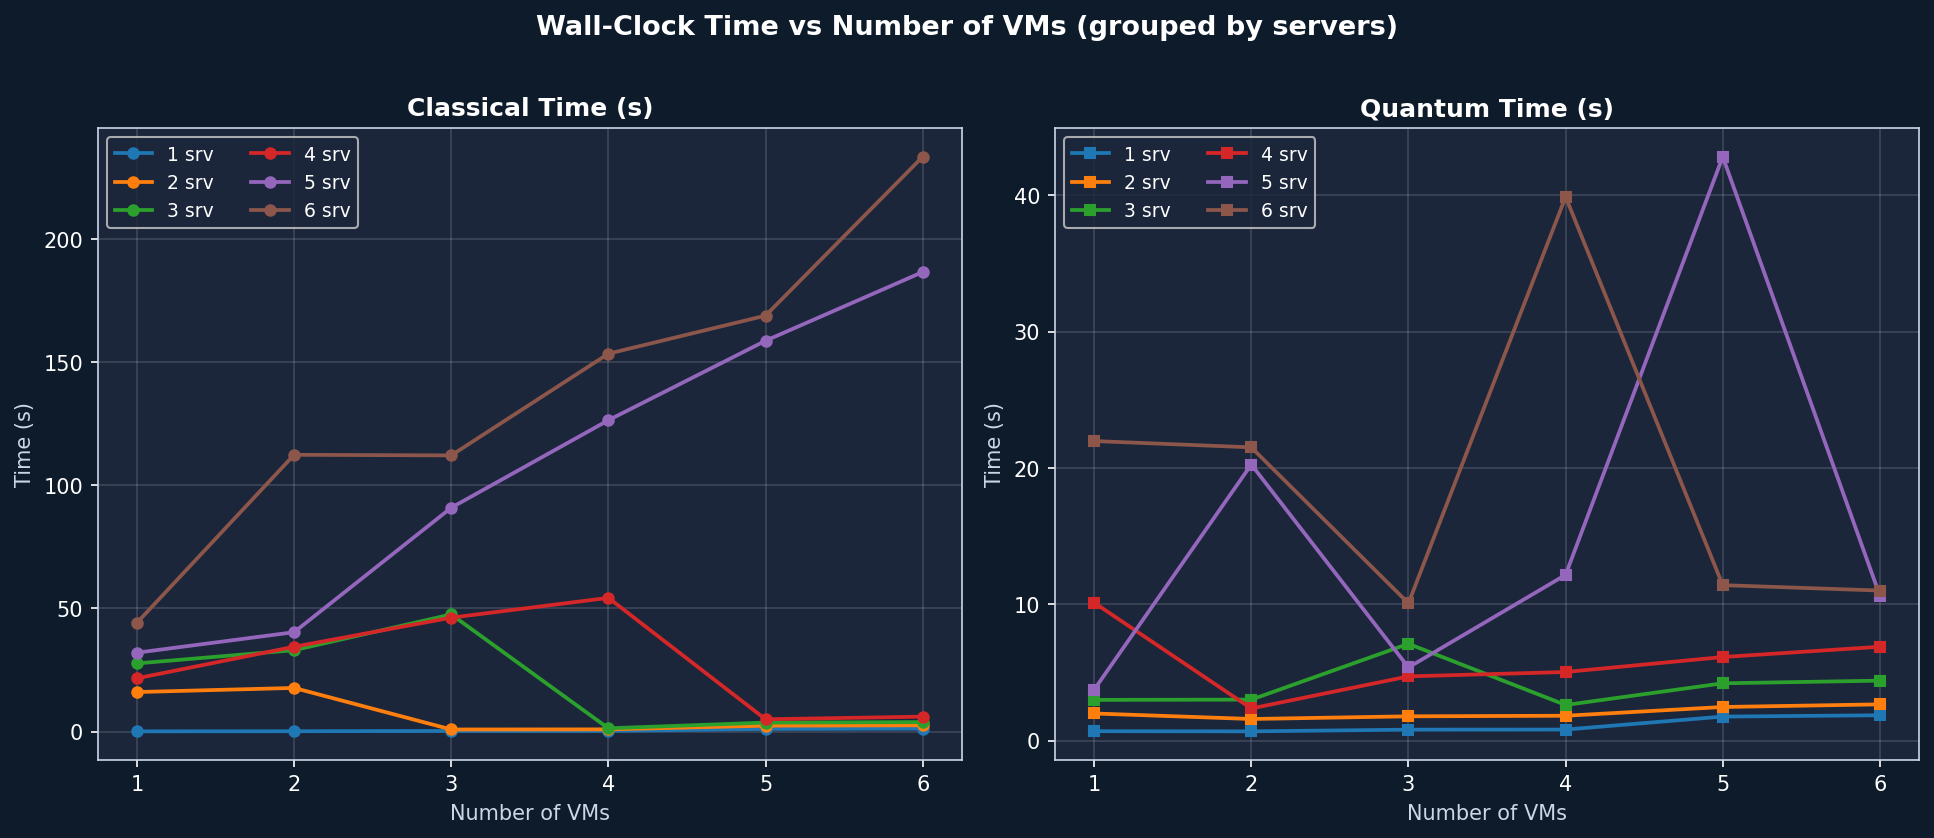 Wall-Clock Time vs Number of VMs (grouped by servers)
Classical Time (s)
1 srv
2 srv
3 srv
4 srv
5 srv
6 srv
Time (s)
200
150
100
50
0
1 2 3 4 5 6
Number of VMs
Quantum Time (s)
1 srv
2 srv
3 srv
4 srv
5 srv
6 srv
Time (s)
40
30
20
10
0
1 2 3 4 5 6
Number of VMs